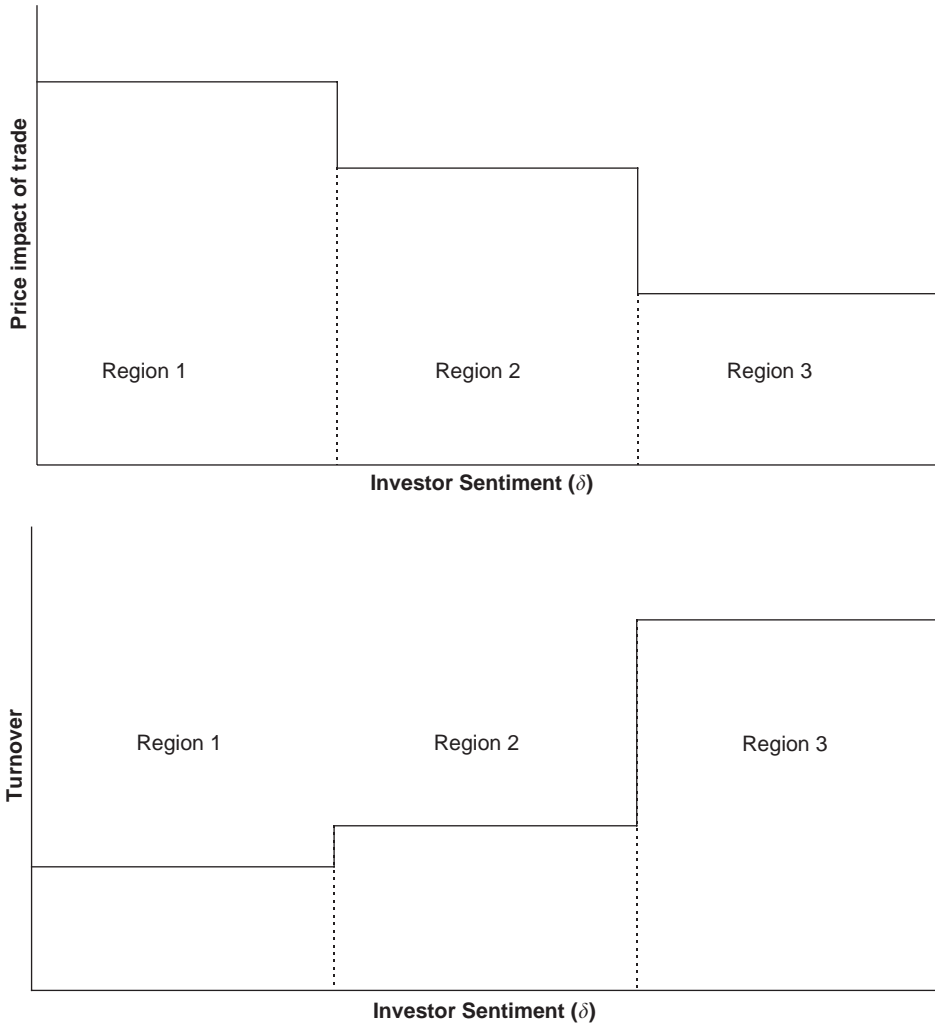 Price impact of trade
Region 1
Region 2
Region 3
Investor Sentiment (δ)
Turnover
Region 1
Region 2
Region 3
Investor Sentiment (δ)